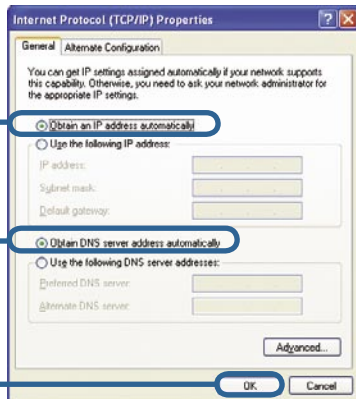 Internet Protocol (TCP/IP) Properties
General
Alternate Configuration
You can get IP settings assigned automatically if your network supports
this capability. Otherwise, you need to ask your network administrator for
the appropriate IP settings.
Obtain an IP address automatically
Use the following IP address:
IP address:
Subnet mask:
Default gateway:
Obtain DNS server address automatically
Use the following DNS server addresses:
Preferred DNS server:
Alternate DNS server:
Advanced...
OK
Cancel